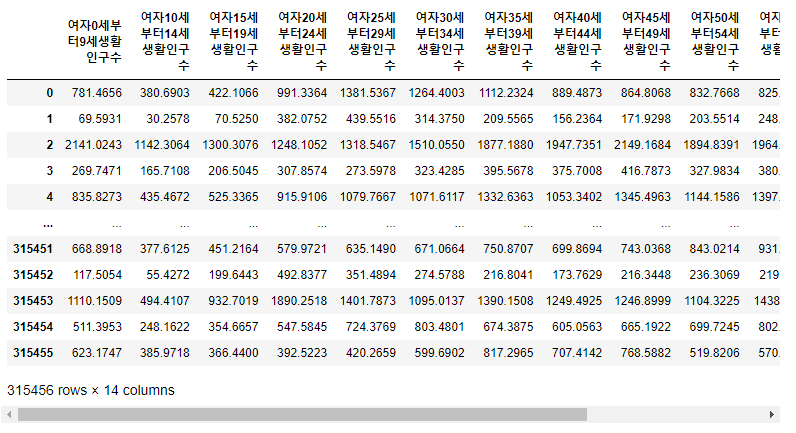 여자0세부 여자10세 여자15세 여자20세 여자25세 여자30세 여자35세 여자40세 여자45세 여자50세 여자
터9세생활 부터14세 부터19세 부터24세 부터29세 부터34세 부터39세 부터44세 부터49세 부터54세 부터
인구수 생활인구 생활인구 생활인구 생활인구 생활인구 생활인구 생활인구 생활인구 생활인구 생활
수 수 수 수 수 수 수 수 수
0 781.4656 380.6903 422.1066 991.3364 1381.5367 1264.4003 1112.2324 889.4873 864.8068 832.7668 825.
1 69.5931 30.2578 70.5250 382.0752 439.5516 314.3750 209.5565 156.2364 171.9298 203.5514 248.
2 2141.0243 1142.3064 1300.3076 1248.1052 1318.5467 1510.0550 1877.1880 1947.7351 2149.1684 1894.8391 1964.
3 269.7471 165.7108 206.5045 307.8574 273.5978 323.4285 395.5678 375.7008 416.7873 327.9834 380.
4 835.8273 435.4672 525.3365 915.9106 1079.7667 1071.6117 1332.6363 1053.3402 1345.4963 1144.1586 1397.
... ... ... ... ... ... ... ... ... ... ...
315451 668.8918 377.6125 451.2164 579.9721 635.1490 671.0664 750.8707 699.8694 743.0368 843.0214 931.
315452 117.5054 55.4272 199.6443 492.8377 351.4894 274.5788 216.8041 173.7629 216.3448 236.3069 219.
315453 1110.1509 494.4107 932.7019 1890.2518 1401.7873 1095.0137 1390.1508 1249.4925 1246.8999 1104.3225 1438
315454 511.3953 248.1622 354.6657 547.5845 724.3769 803.4801 674.3875 605.0563 665.1922 699.7245 802.
315455 623.1747 385.9718 366.4400 392.5223 420.2659 599.6902 817.2965 707.4142 768.5882 519.8206 570.
315456 rows × 14 columns